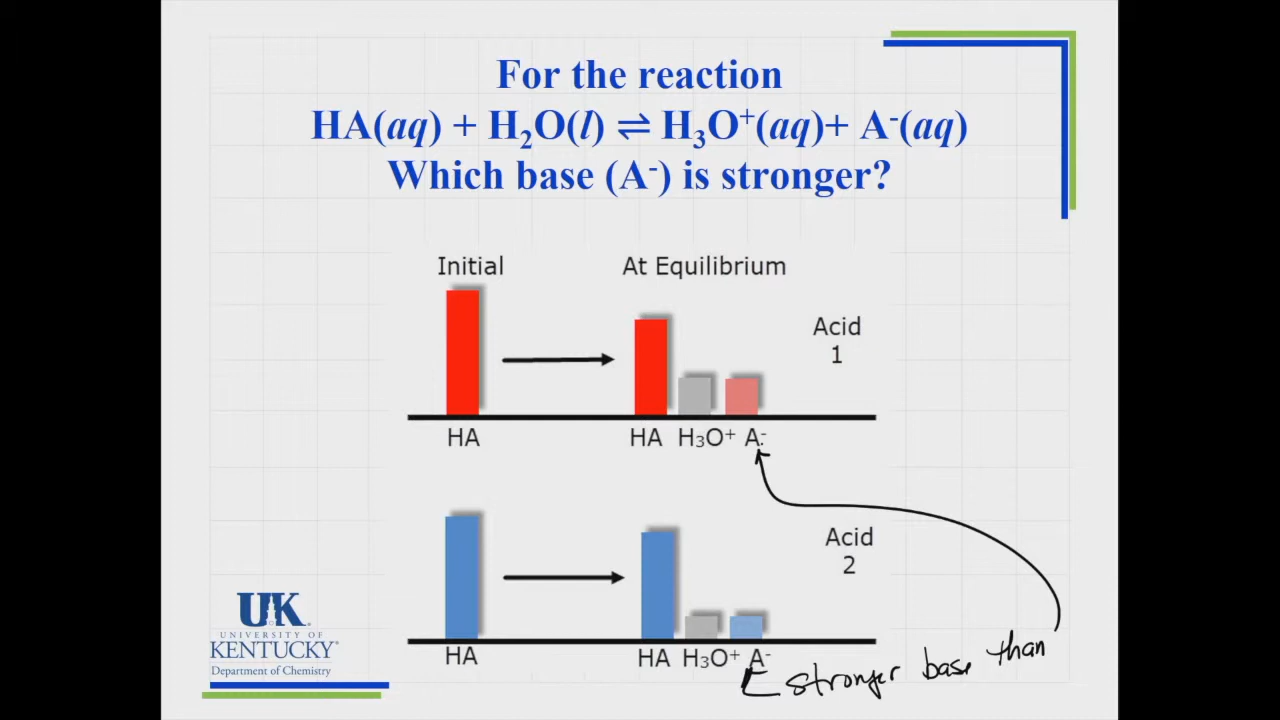 For the reaction
HA(aq) + H₂O(l) ⇌ H₃O⁺(aq)+ A⁻(aq)
Which base (A⁻) is stronger?
Initial At Equilibrium
Acid
1
HA HA H₃O⁺ A⁻
Acid
2
HA HA H₃O⁺ A⁻
stronger base than
UK
UNIVERSITY OF
KENTUCKY®
Department of Chemistry